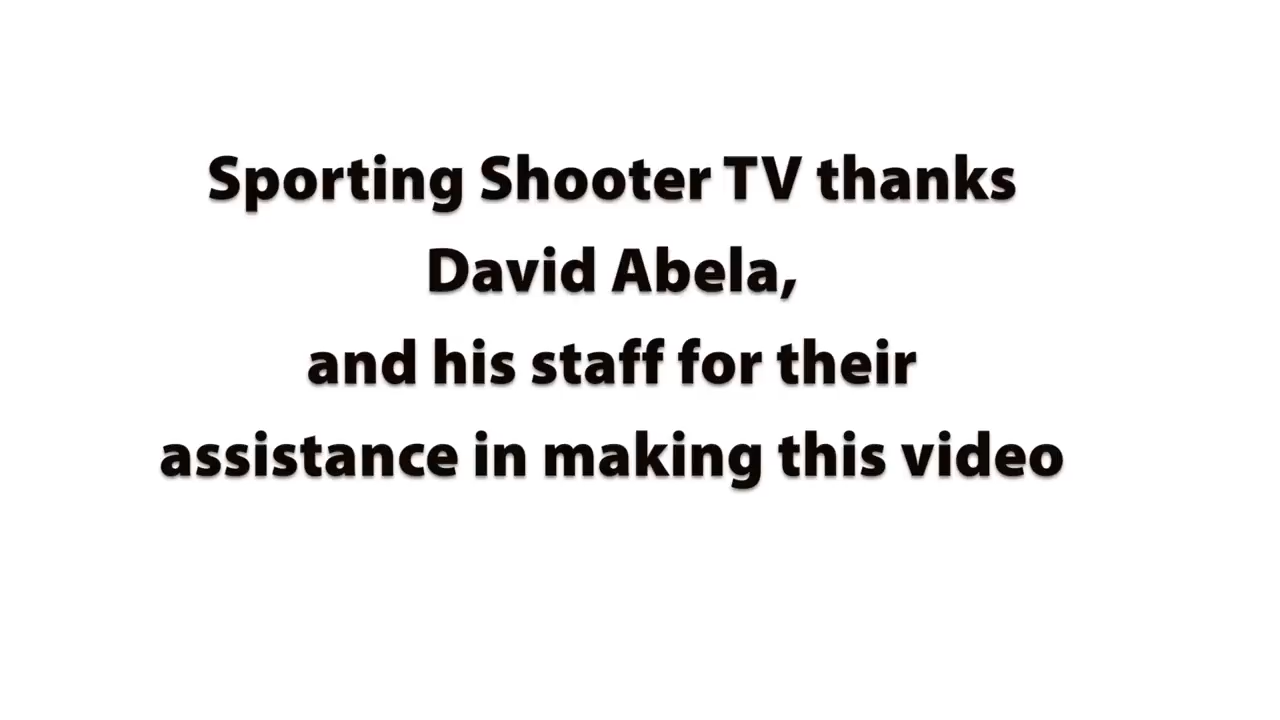 Sporting Shooter TV thanks
David Abela,
and his staff for their
assistance in making this video